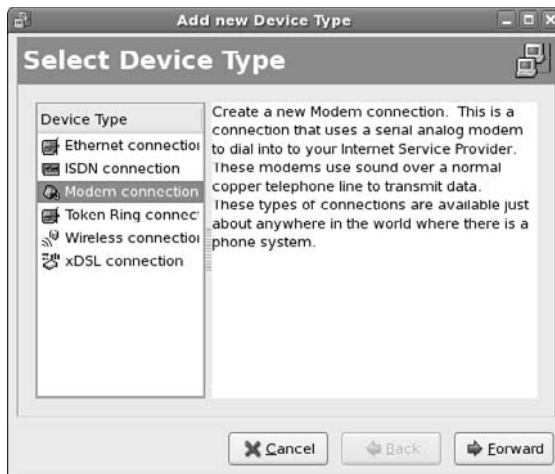 Add new Device Type
Select Device Type
Device Type
Ethernet connectio
ISDN connection
Modem connection
Token Ring connec
Wireless connectio
xDSL connection
Create a new Modem connection. This is a
connection that uses a serial analog modem
to dial into to your Internet Service Provider.
These modems use sound over a normal
copper telephone line to transmit data.
These types of connections are available just
about anywhere in the world where there is a
phone system.
Cancel
Back
Forward